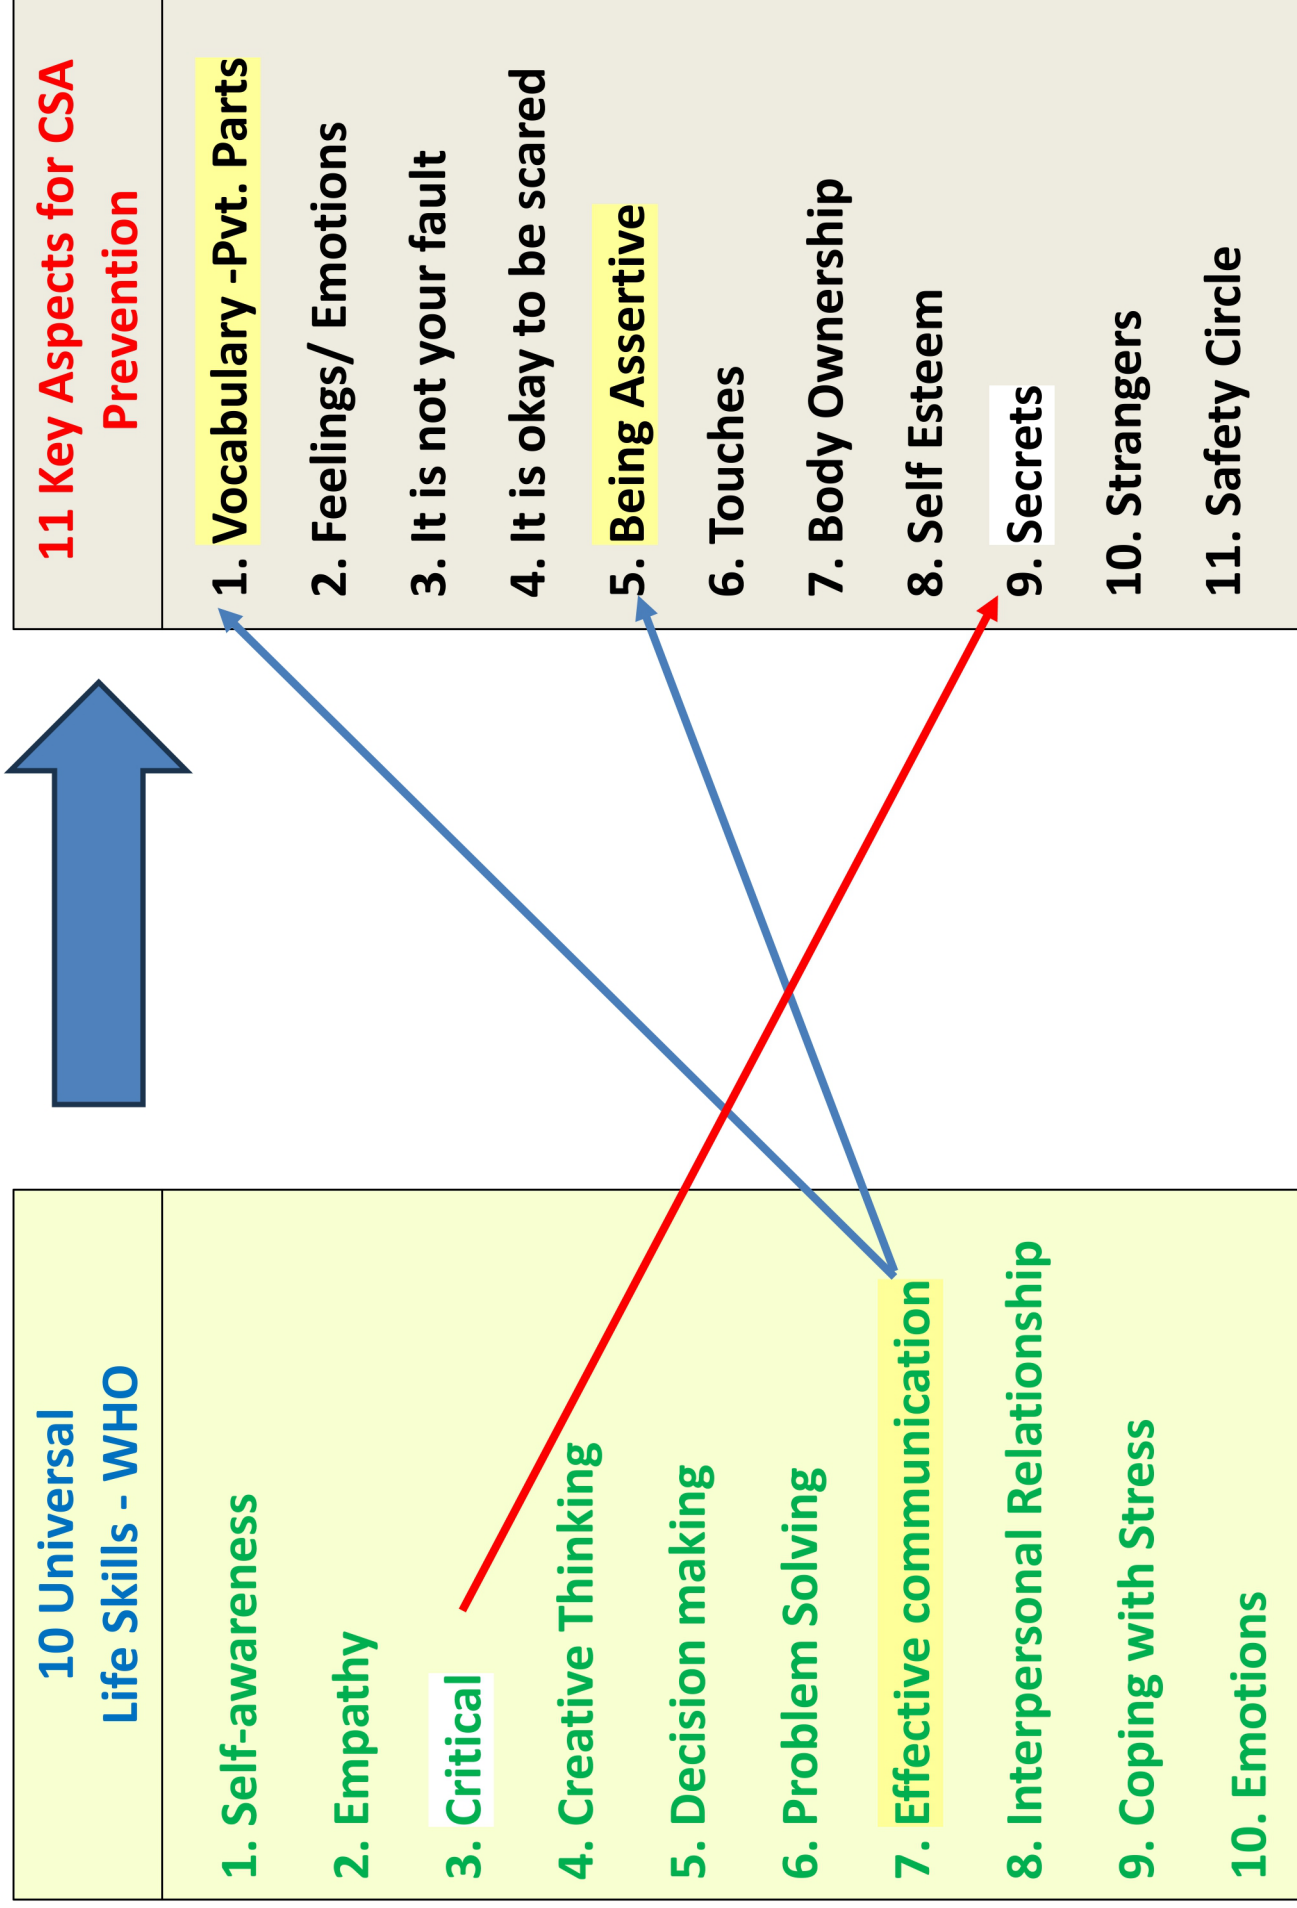 10 Universal
Life Skills - WHO
1. Self-awareness
2. Empathy
3. Critical
4. Creative Thinking
5. Decision making
6. Problem Solving
7. Effective communication
8. Interpersonal Relationship
9. Coping with Stress
10. Emotions
11 Key Aspects for CSA
Prevention
1. Vocabulary -Pvt. Parts
2. Feelings/ Emotions
3. It is not your fault
4. It is okay to be scared
5. Being Assertive
6. Touches
7. Body Ownership
8. Self Esteem
9. Secrets
10. Strangers
11. Safety Circle